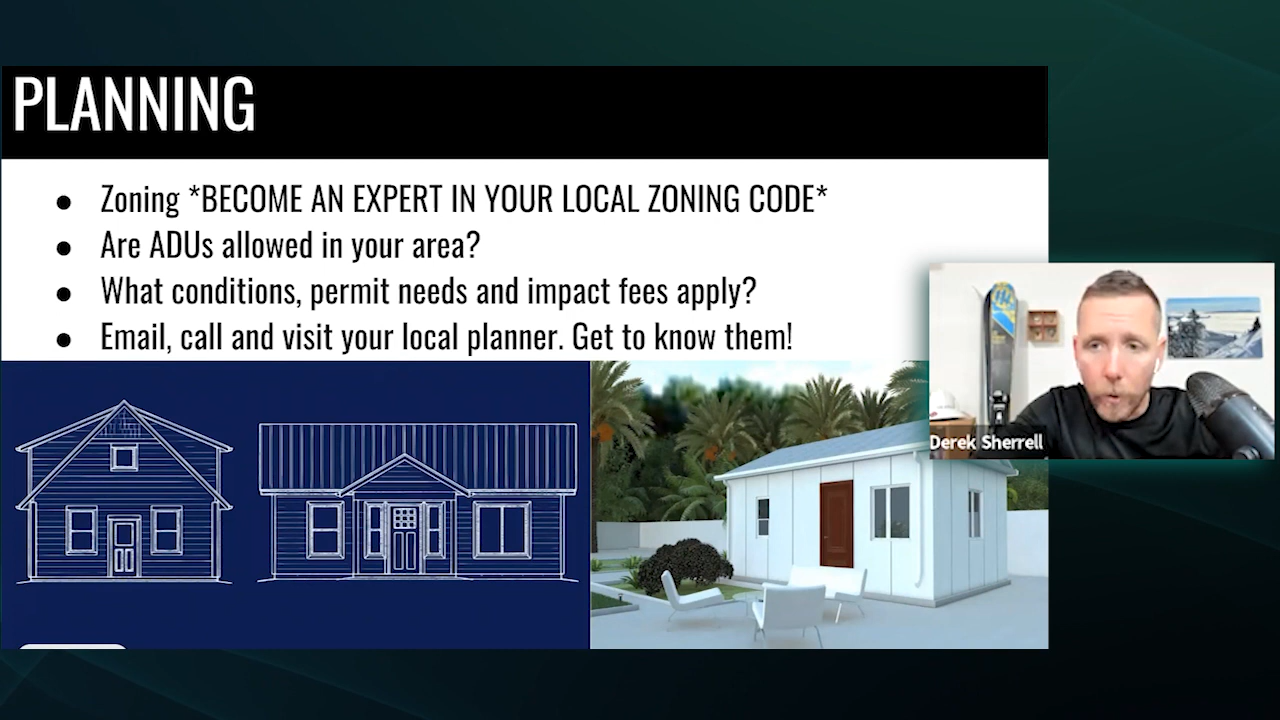 PLANNING
● Zoning *BECOME AN EXPERT IN YOUR LOCAL ZONING CODE*
● Are ADUs allowed in your area?
● What conditions, permit needs and impact fees apply?
● Email, call and visit your local planner. Get to know them!
Derek Sherrell